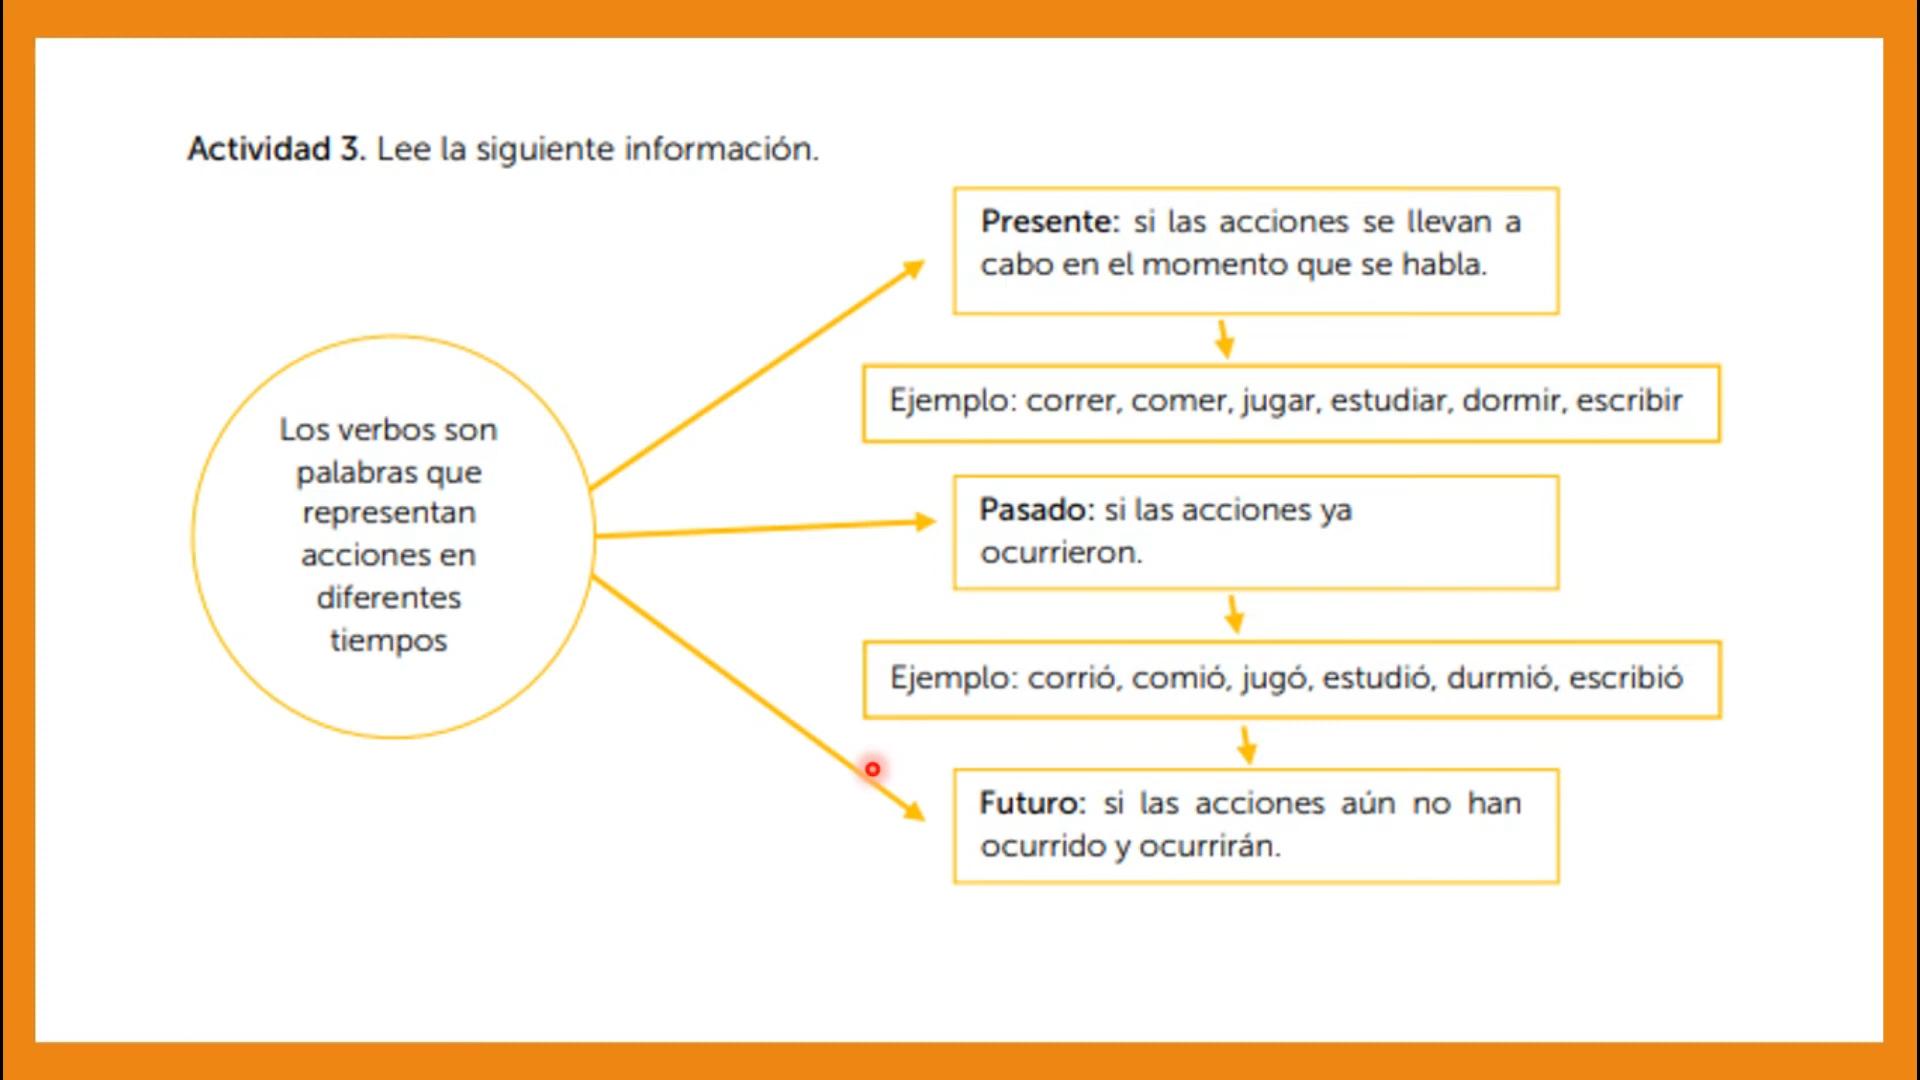 Actividad 3. Lee la siguiente información.
Los verbos son
palabras que
representan
acciones en
diferentes
tiempos
Presente: si las acciones se llevan a
cabo en el momento que se habla.
Ejemplo: correr, comer, jugar, estudiar, dormir, escribir
Pasado: si las acciones ya
ocurrieron.
Ejemplo: corrió, comió, jugó, estudió, durmió, escribió
Futuro: si las acciones aún no han
ocurrido y ocurrirán.